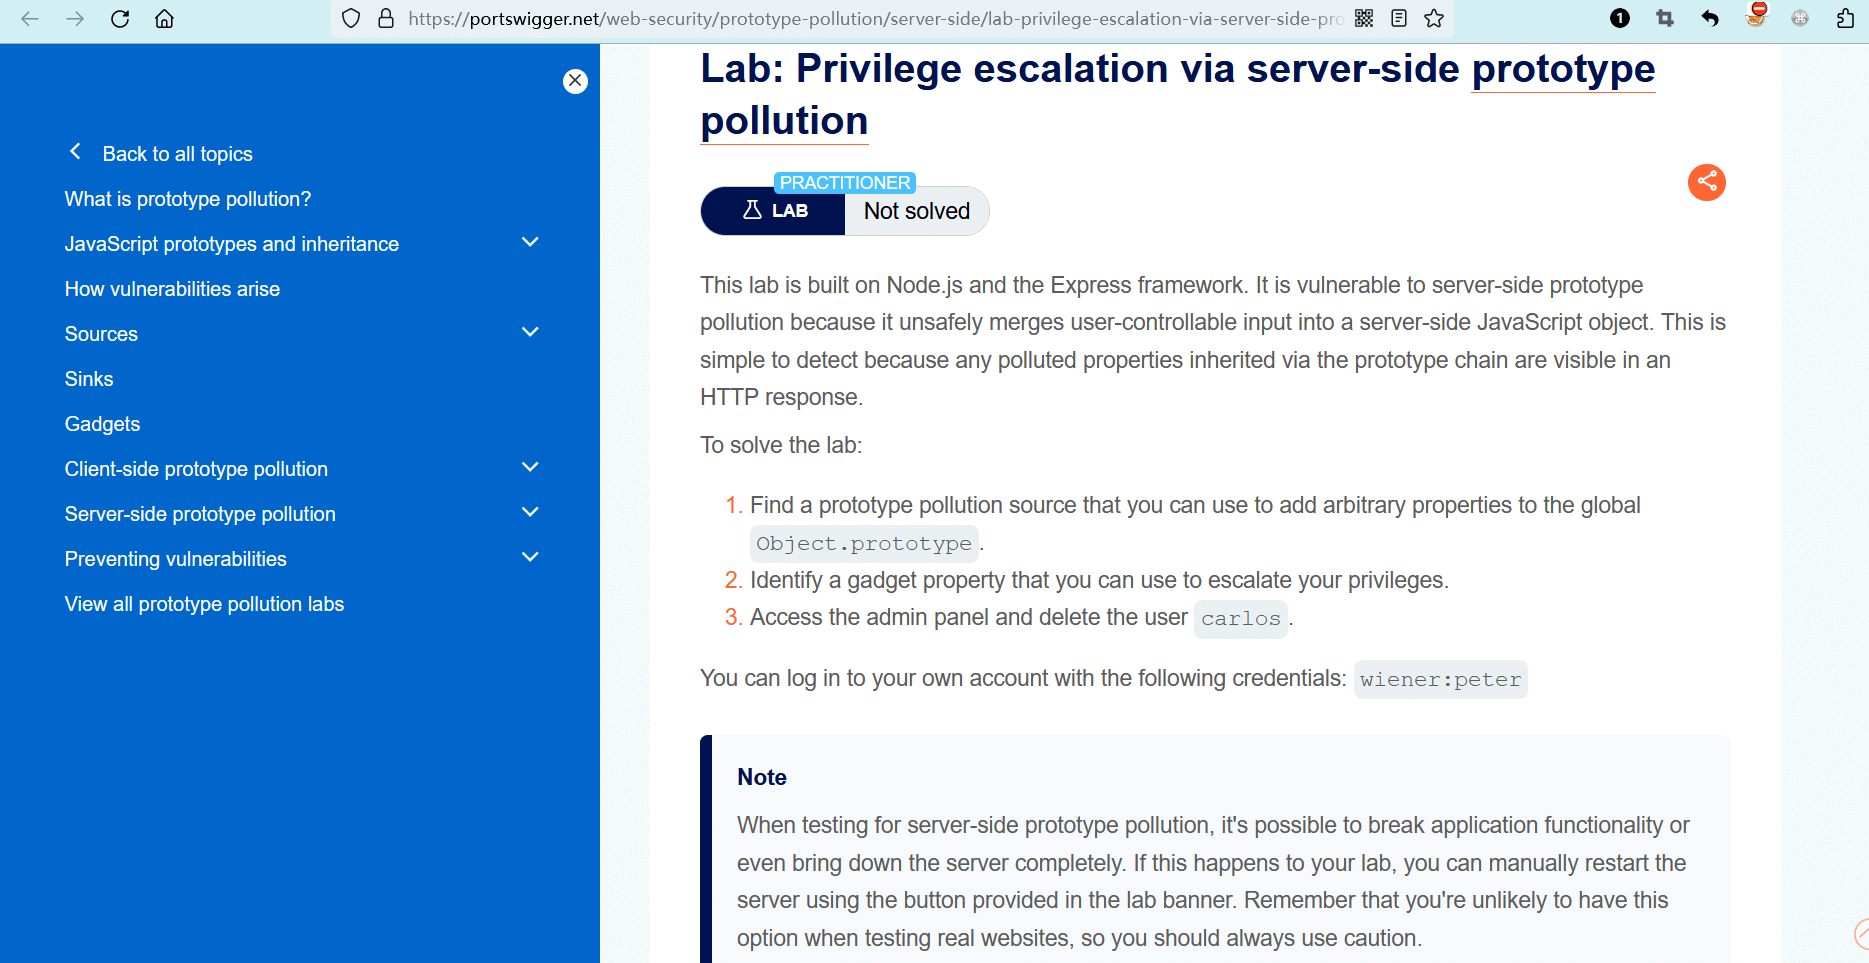 https://portswigger.net/web-security/prototype-pollution/server-side/lab-privilege-escalation-via-server-side-pro
1
Back to all topics
What is prototype pollution?
JavaScript prototypes and inheritance
How vulnerabilities arise
Sources
Sinks
Gadgets
Client-side prototype pollution
Server-side prototype pollution
Preventing vulnerabilities
View all prototype pollution labs
Lab: Privilege escalation via server-side prototype
pollution
PRACTITIONER
LAB Not solved
This lab is built on Node.js and the Express framework. It is vulnerable to server-side prototype
pollution because it unsafely merges user-controllable input into a server-side JavaScript object. This is
simple to detect because any polluted properties inherited via the prototype chain are visible in an
HTTP response.
To solve the lab:
1. Find a prototype pollution source that you can use to add arbitrary properties to the global
Object.prototype.
2. Identify a gadget property that you can use to escalate your privileges.
3. Access the admin panel and delete the user carlos.
You can log in to your own account with the following credentials: wiener:peter
Note
When testing for server-side prototype pollution, it's possible to break application functionality or
even bring down the server completely. If this happens to your lab, you can manually restart the
server using the button provided in the lab banner. Remember that you're unlikely to have this
option when testing real websites, so you should always use caution.